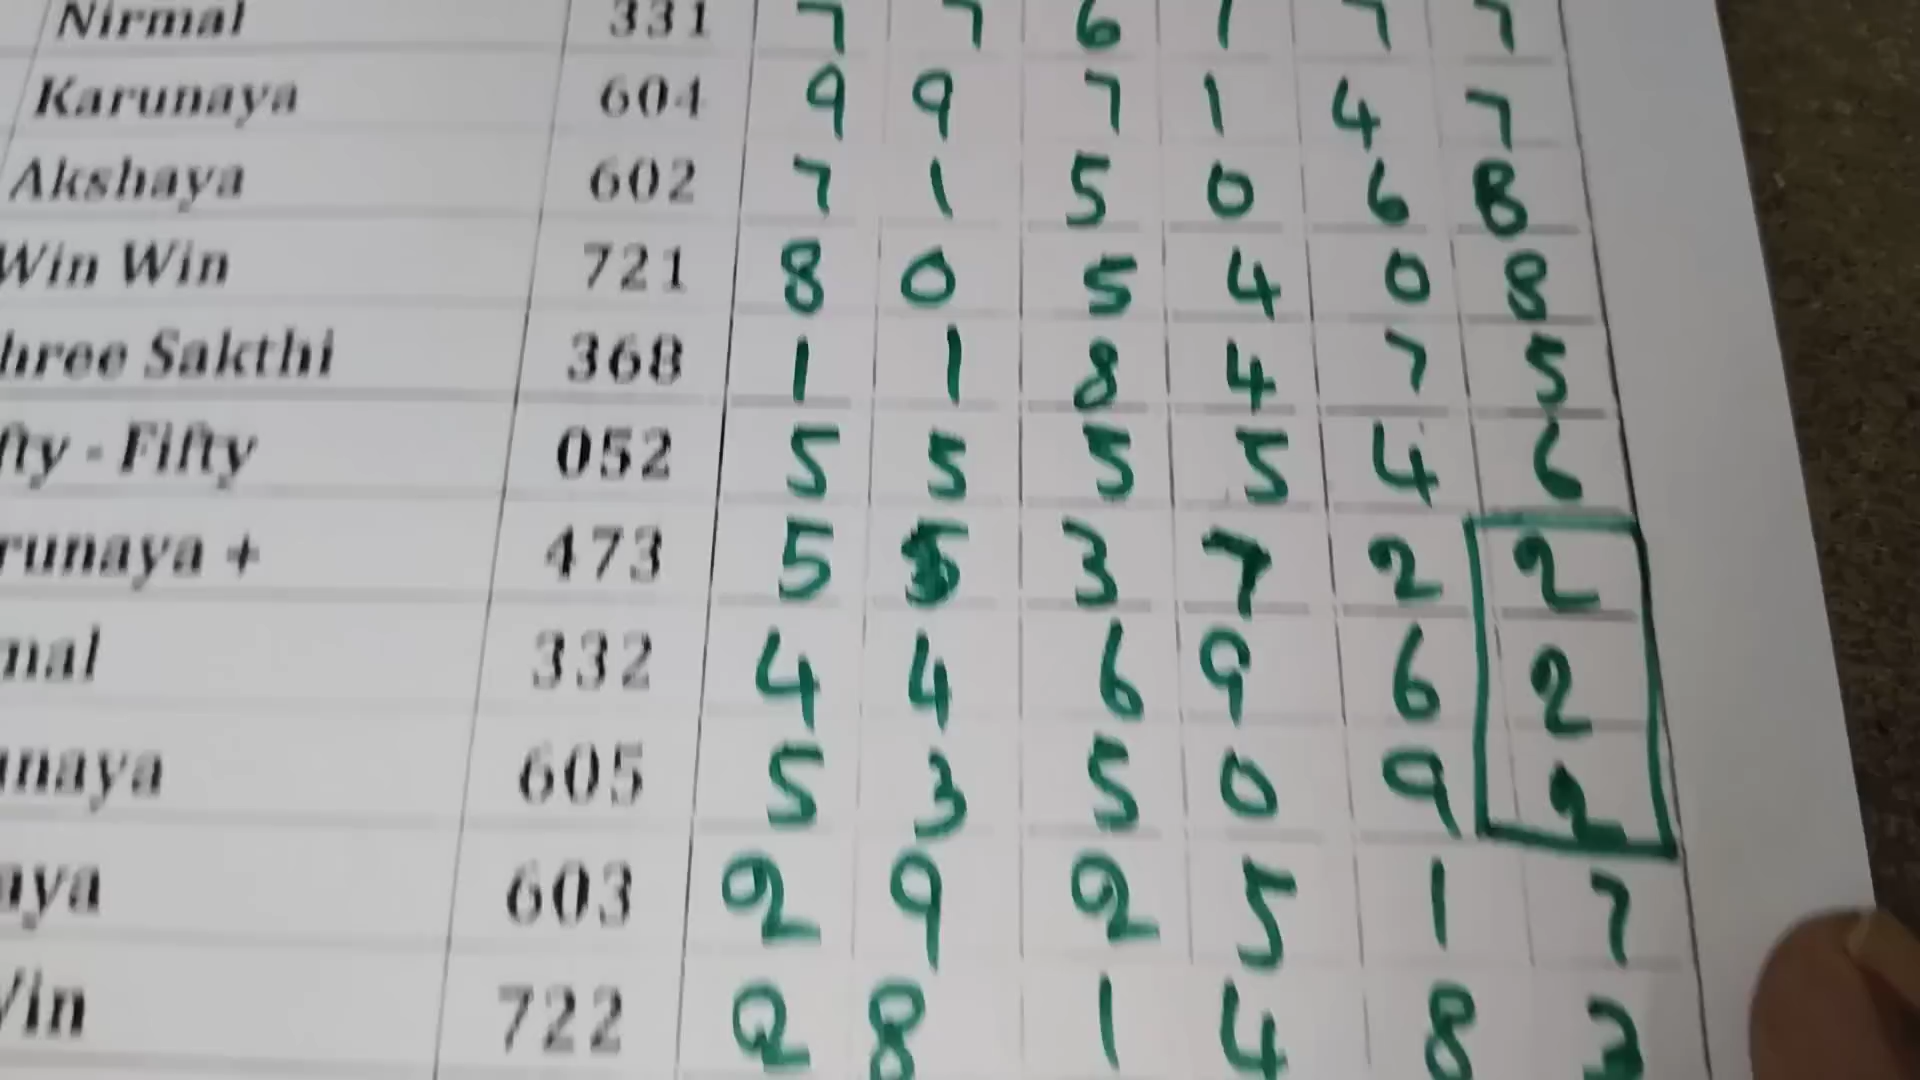 Nirmal 331 7 7 6 1 7 7
Karunaya 604 9 9 7 1 4 7
Akshaya 602 7 1 5 0 6 8
Win Win 721 8 0 5 4 0 8
hree Sakthi 368 1 1 8 4 7 5
fty - Fifty 052 5 5 5 5 4 6
runaya + 473 5 5 3 7 2 2
mal 332 4 4 6 9 6 2
unaya 605 5 3 5 0 9 2
aya 603 2 9 2 5 1 7
Win 722 2 8 1 4 8